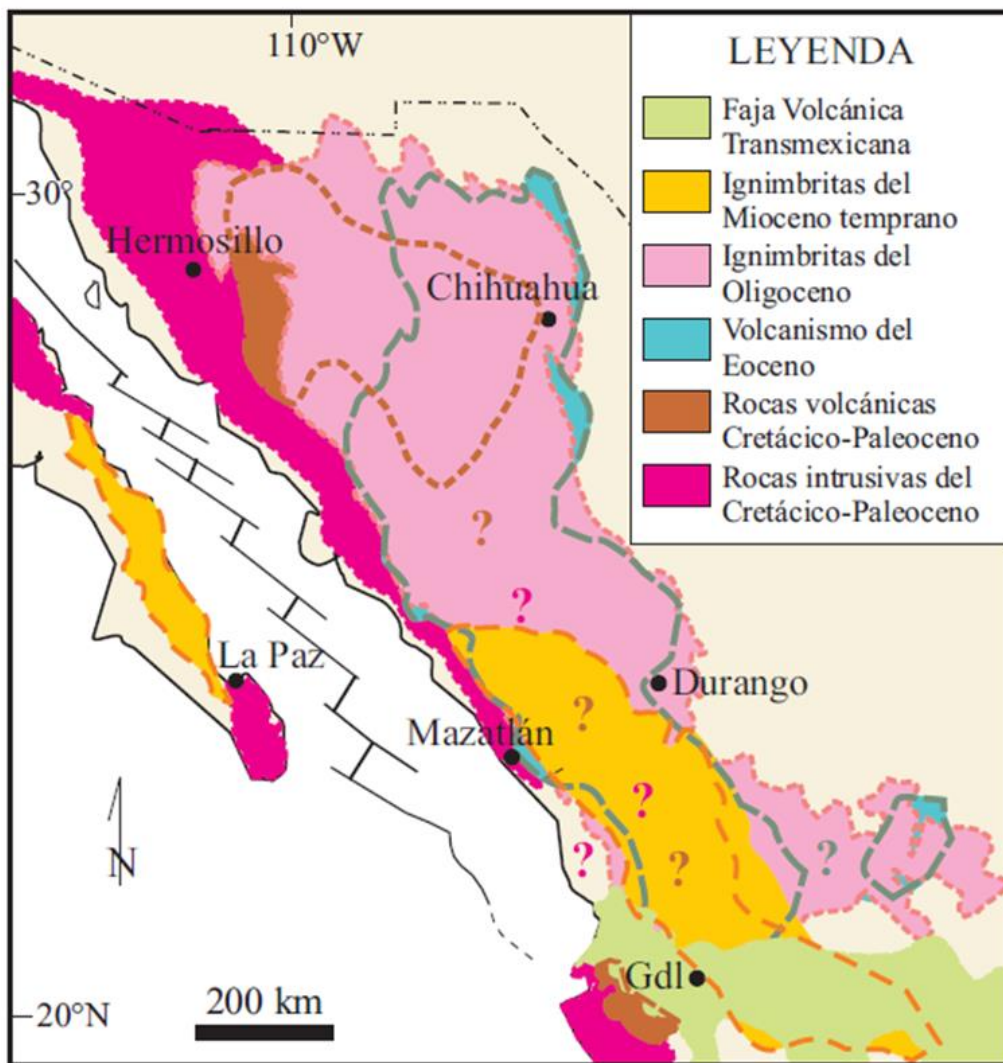 110°W
LEYENDA
Faja Volcánica
Transmexicana
Ignimbritas del
Mioceno temprano
Ignimbritas del
Oligoceno
Volcanismo del
Eoceno
Rocas volcánicas
Cretácico-Paleoceno
Rocas intrusivas del
Cretácico-Paleoceno
30°
Hermosillo
Chihuahua
?
?
La Paz
Durango
Mazatlán
?
?
?
?
?
N
Gdl
20°N
200 km